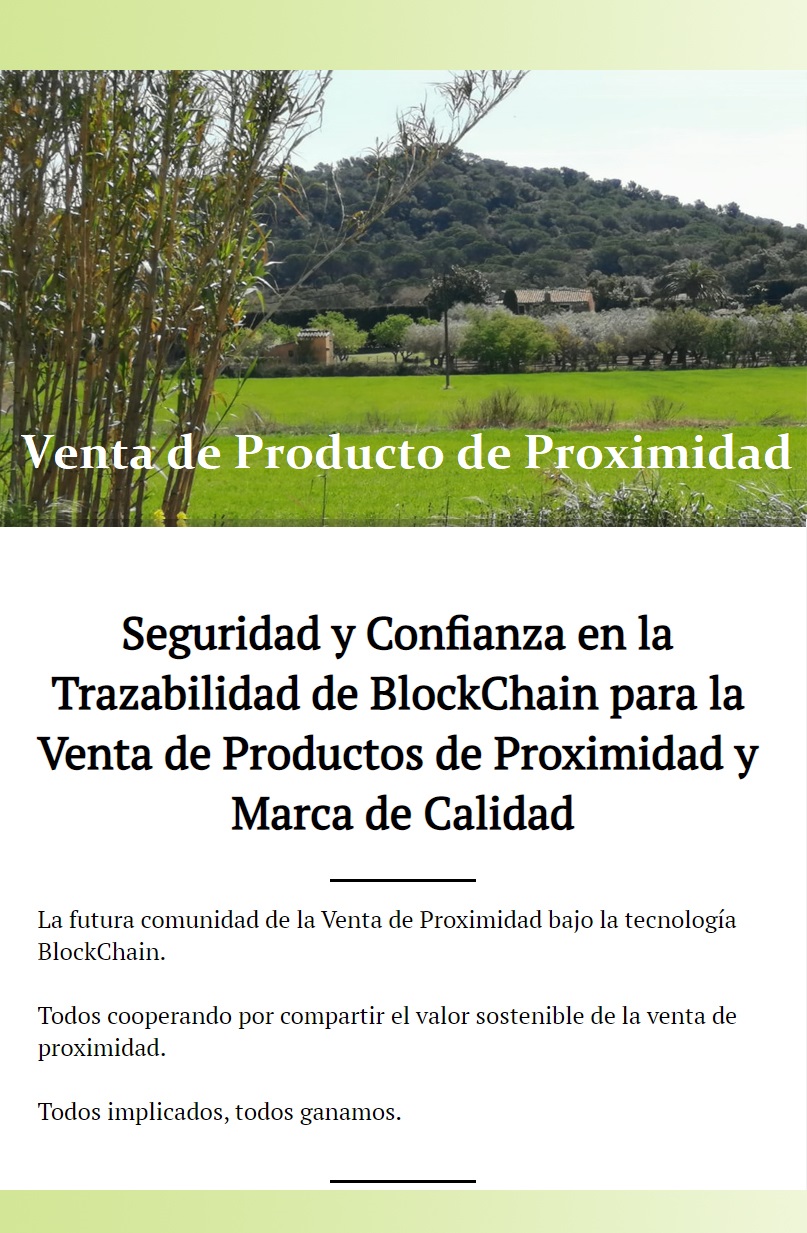 Venta de Producto de Proximidad
Seguridad y Confianza en la
Trazabilidad de BlockChain para la
Venta de Productos de Proximidad y
Marca de Calidad
La futura comunidad de la Venta de Proximidad bajo la tecnología
BlockChain.
Todos cooperando por compartir el valor sostenible de la venta de
proximidad.
Todos implicados, todos ganamos.